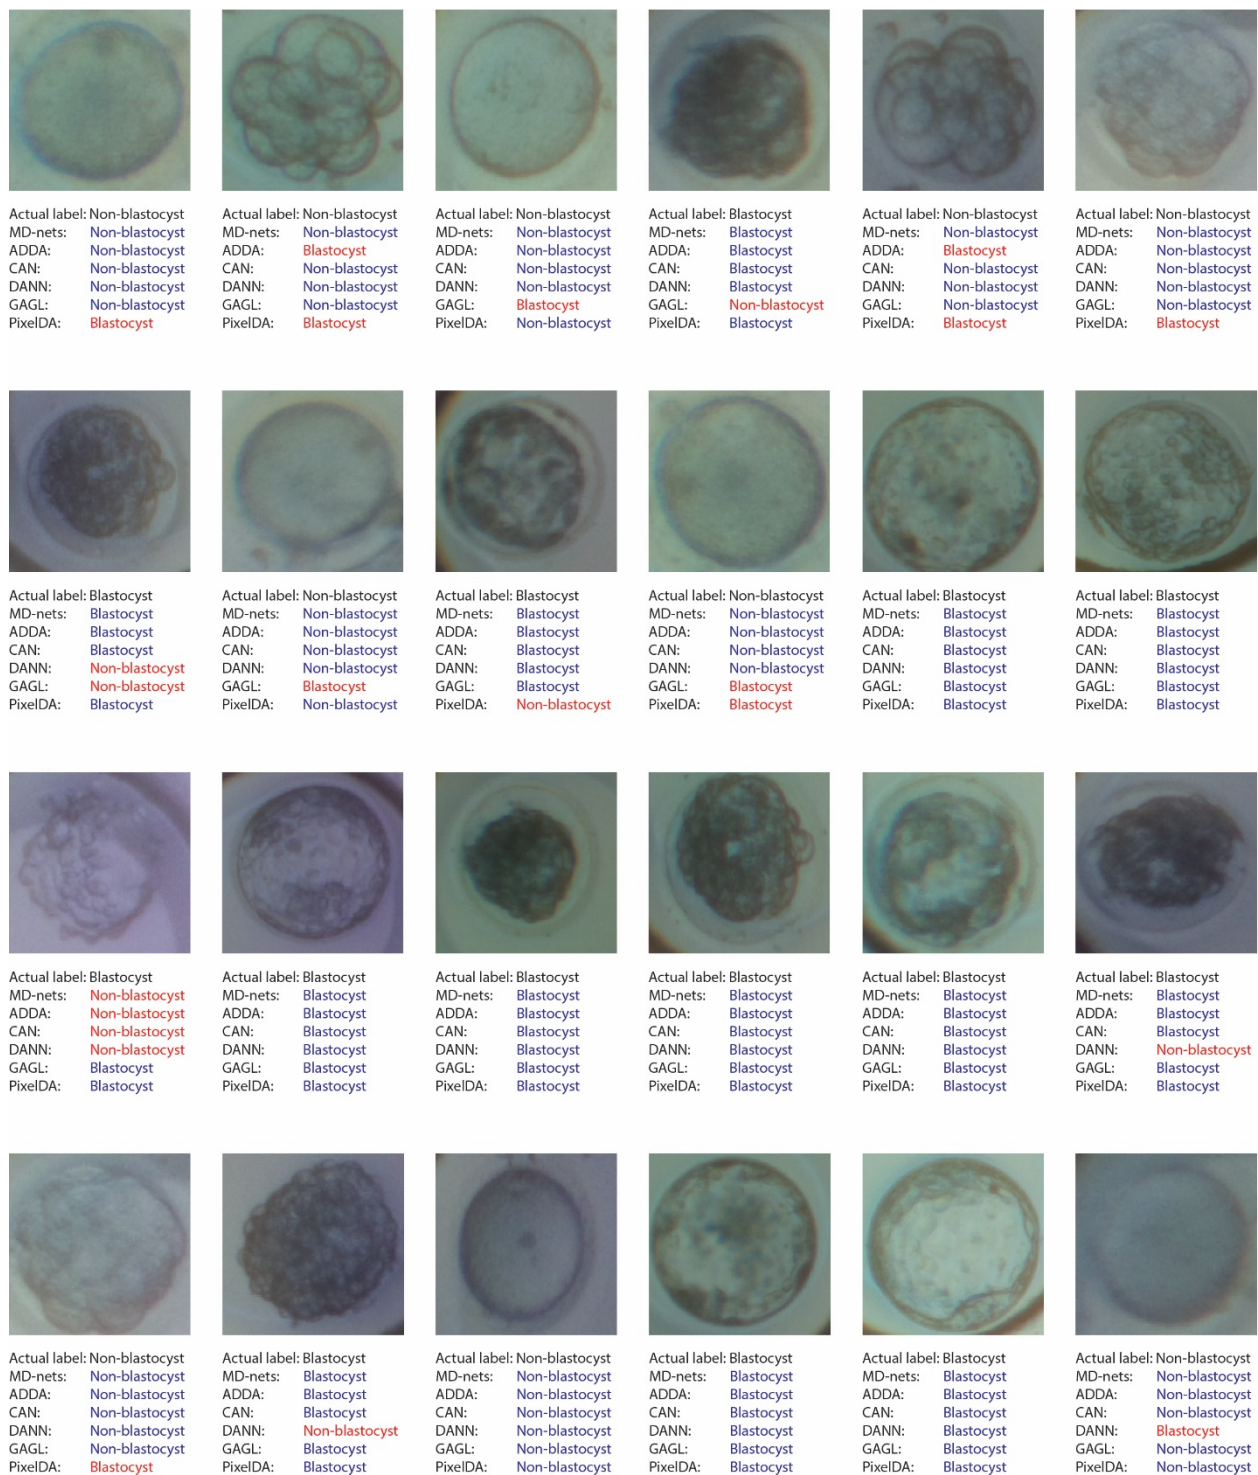 Actual label: Non-blastocyst
MD-nets: Non-blastocyst
ADDA: Non-blastocyst
CAN: Non-blastocyst
DANN: Non-blastocyst
GAGL: Non-blastocyst
PixelDA: Blastocyst
Actual label: Non-blastocyst
MD-nets: Non-blastocyst
ADDA: Blastocyst
CAN: Non-blastocyst
DANN: Non-blastocyst
GAGL: Non-blastocyst
PixelDA: Blastocyst
Actual label: Non-blastocyst
MD-nets: Non-blastocyst
ADDA: Non-blastocyst
CAN: Non-blastocyst
DANN: Non-blastocyst
GAGL: Blastocyst
PixelDA: Non-blastocyst
Actual label: Blastocyst
MD-nets: Blastocyst
ADDA: Blastocyst
CAN: Blastocyst
DANN: Blastocyst
GAGL: Non-blastocyst
PixelDA: Blastocyst
Actual label: Non-blastocyst
MD-nets: Non-blastocyst
ADDA: Blastocyst
CAN: Non-blastocyst
DANN: Non-blastocyst
GAGL: Non-blastocyst
PixelDA: Blastocyst
Actual label: Non-blastocyst
MD-nets: Non-blastocyst
ADDA: Non-blastocyst
CAN: Non-blastocyst
DANN: Non-blastocyst
GAGL: Non-blastocyst
PixelDA: Blastocyst
Actual label: Blastocyst
MD-nets: Blastocyst
ADDA: Blastocyst
CAN: Blastocyst
DANN: Non-blastocyst
GAGL: Non-blastocyst
PixelDA: Blastocyst
Actual label: Non-blastocyst
MD-nets: Non-blastocyst
ADDA: Non-blastocyst
CAN: Non-blastocyst
DANN: Non-blastocyst
GAGL: Blastocyst
PixelDA: Non-blastocyst
Actual label: Blastocyst
MD-nets: Blastocyst
ADDA: Blastocyst
CAN: Blastocyst
DANN: Blastocyst
GAGL: Blastocyst
PixelDA: Non-blastocyst
Actual label: Non-blastocyst
MD-nets: Non-blastocyst
ADDA: Non-blastocyst
CAN: Non-blastocyst
DANN: Non-blastocyst
GAGL: Blastocyst
PixelDA: Blastocyst
Actual label: Blastocyst
MD-nets: Blastocyst
ADDA: Blastocyst
CAN: Blastocyst
DANN: Blastocyst
GAGL: Blastocyst
PixelDA: Blastocyst
Actual label: Blastocyst
MD-nets: Blastocyst
ADDA: Blastocyst
CAN: Blastocyst
DANN: Blastocyst
GAGL: Blastocyst
PixelDA: Blastocyst
Actual label: Blastocyst
MD-nets: Non-blastocyst
ADDA: Non-blastocyst
CAN: Non-blastocyst
DANN: Non-blastocyst
GAGL: Blastocyst
PixelDA: Blastocyst
Actual label: Blastocyst
MD-nets: Blastocyst
ADDA: Blastocyst
CAN: Blastocyst
DANN: Blastocyst
GAGL: Blastocyst
PixelDA: Blastocyst
Actual label: Blastocyst
MD-nets: Blastocyst
ADDA: Blastocyst
CAN: Blastocyst
DANN: Blastocyst
GAGL: Blastocyst
PixelDA: Blastocyst
Actual label: Blastocyst
MD-nets: Blastocyst
ADDA: Blastocyst
CAN: Blastocyst
DANN: Blastocyst
GAGL: Blastocyst
PixelDA: Blastocyst
Actual label: Blastocyst
MD-nets: Blastocyst
ADDA: Blastocyst
CAN: Blastocyst
DANN: Blastocyst
GAGL: Blastocyst
PixelDA: Blastocyst
Actual label: Blastocyst
MD-nets: Blastocyst
ADDA: Blastocyst
CAN: Blastocyst
DANN: Non-blastocyst
GAGL: Blastocyst
PixelDA: Blastocyst
Actual label: Non-blastocyst
MD-nets: Non-blastocyst
ADDA: Non-blastocyst
CAN: Non-blastocyst
DANN: Non-blastocyst
GAGL: Non-blastocyst
PixelDA: Blastocyst
Actual label: Blastocyst
MD-nets: Blastocyst
ADDA: Blastocyst
CAN: Blastocyst
DANN: Non-blastocyst
GAGL: Blastocyst
PixelDA: Blastocyst
Actual label: Non-blastocyst
MD-nets: Non-blastocyst
ADDA: Non-blastocyst
CAN: Non-blastocyst
DANN: Non-blastocyst
GAGL: Non-blastocyst
PixelDA: Non-blastocyst
Actual label: Blastocyst
MD-nets: Blastocyst
ADDA: Blastocyst
CAN: Blastocyst
DANN: Blastocyst
GAGL: Blastocyst
PixelDA: Blastocyst
Actual label: Blastocyst
MD-nets: Blastocyst
ADDA: Blastocyst
CAN: Blastocyst
DANN: Blastocyst
GAGL: Blastocyst
PixelDA: Blastocyst
Actual label: Non-blastocyst
MD-nets: Non-blastocyst
ADDA: Non-blastocyst
CAN: Non-blastocyst
DANN: Blastocyst
GAGL: Non-blastocyst
PixelDA: Non-blastocyst